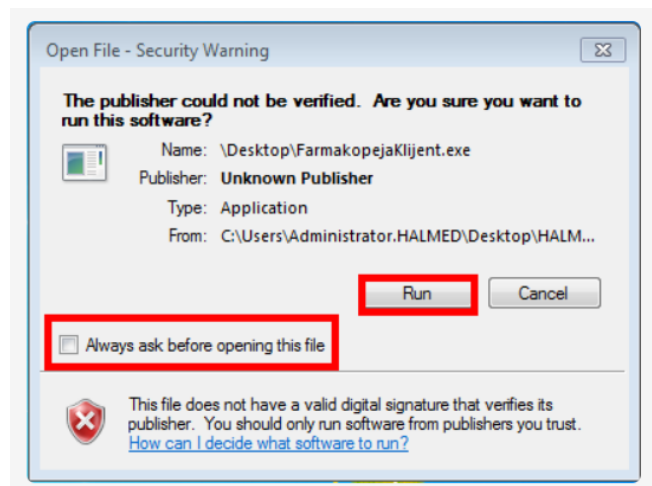 Open File - Security Warning
The publisher could not be verified. Are you sure you want to
run this software?
Name: \Desktop\FarmakopejaKlijent.exe
Publisher: Unknown Publisher
Type: Application
From: C:\Users\Administrator.HALMED\Desktop\HALM...
Run Cancel
Always ask before opening this file
This file does not have a valid digital signature that verifies its
publisher. You should only run software from publishers you trust.
How can I decide what software to run?